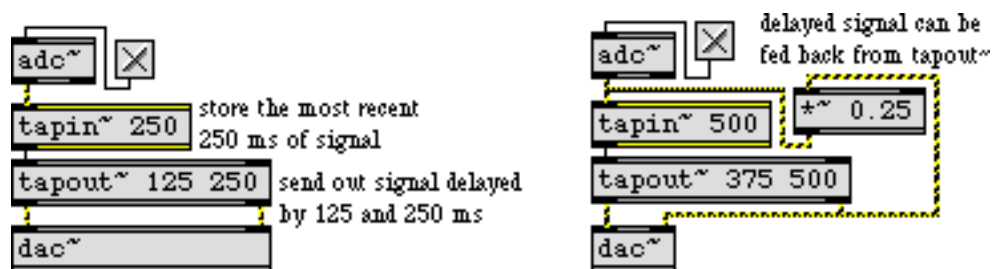 adc~
tapin~ 250
store the most recent
250 ms of signal
tapout~ 125 250
send out signal delayed
by 125 and 250 ms
dac~
delayed signal can be
fed back from tapout~
adc~
*~ 0.25
tapin~ 500
tapout~ 375 500
dac~